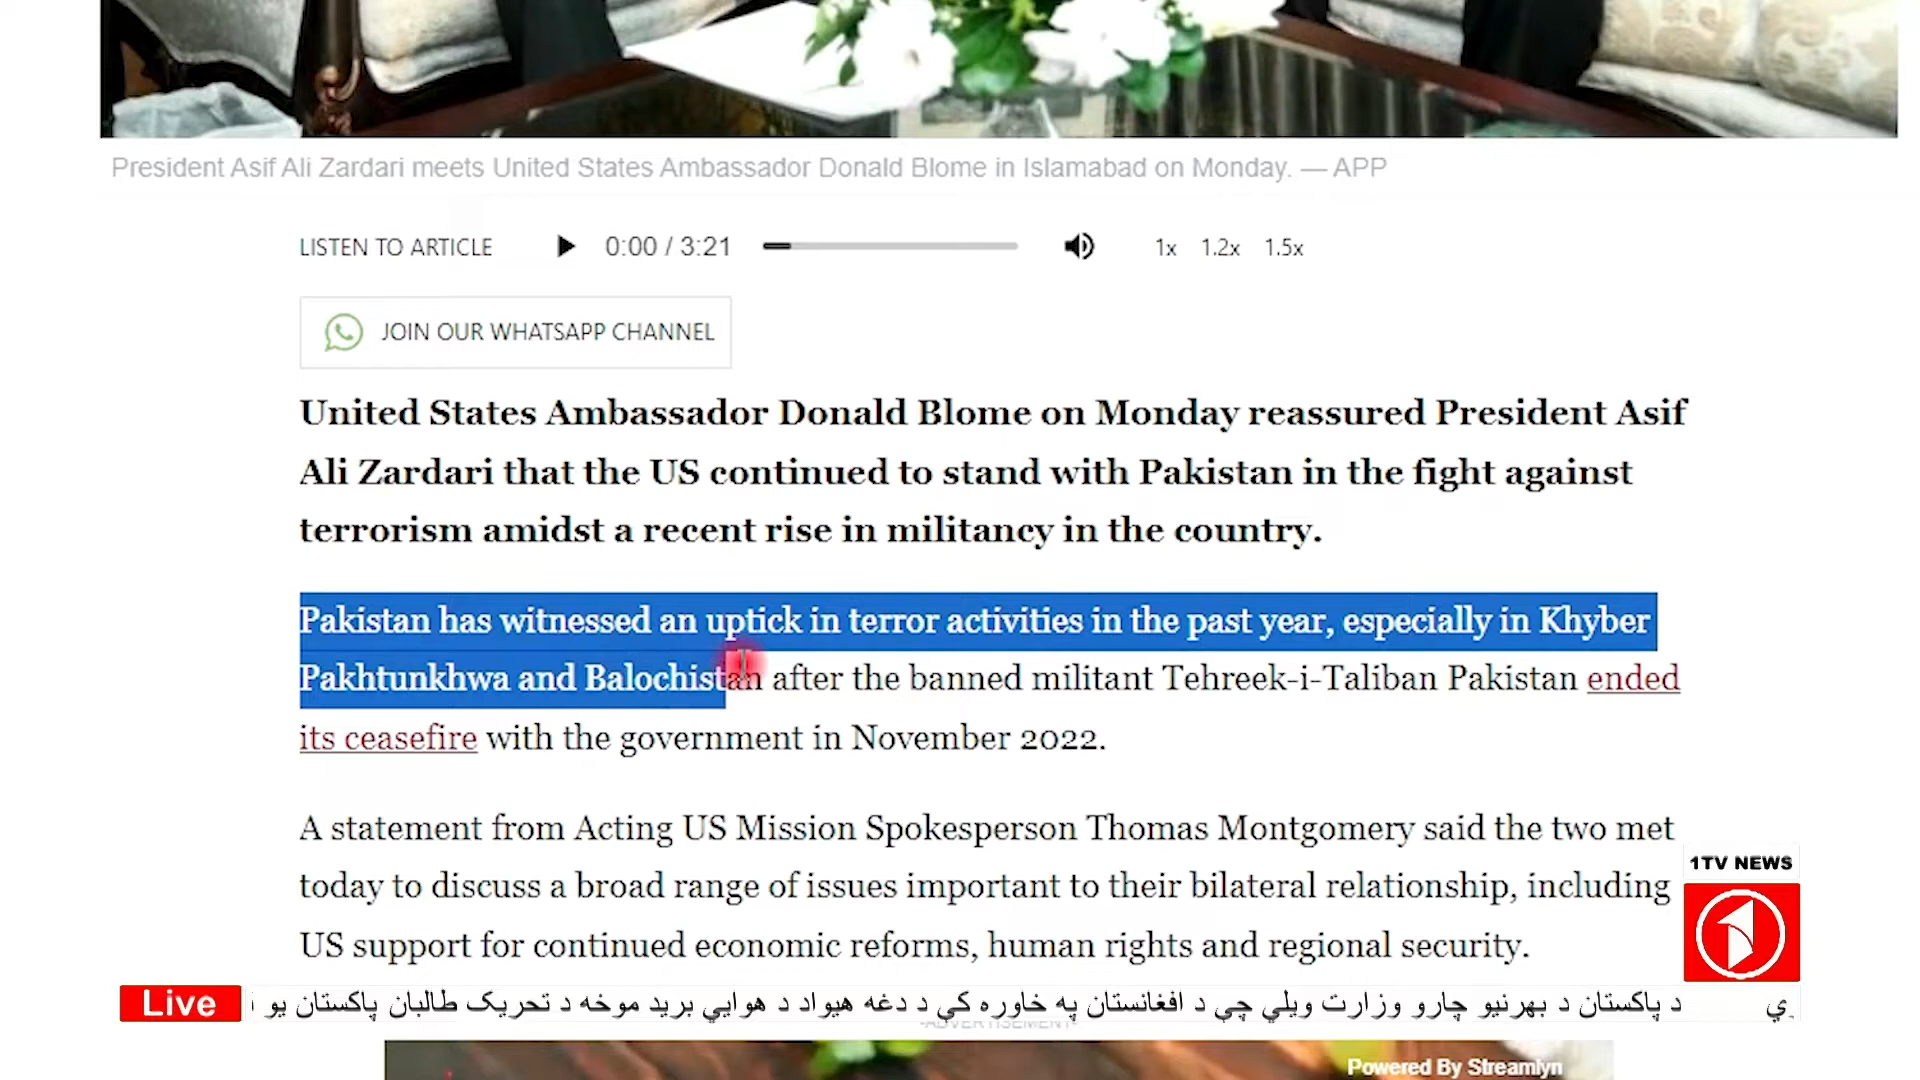 President Asif Ali Zardari meets United States Ambassador Donald Blome in Islamabad on Monday. — APP
LISTEN TO ARTICLE 0:00 / 3:21 1x 1.2x 1.5x
JOIN OUR WHATSAPP CHANNEL
United States Ambassador Donald Blome on Monday reassured President Asif
Ali Zardari that the US continued to stand with Pakistan in the fight against
terrorism amidst a recent rise in militancy in the country.
Pakistan has witnessed an uptick in terror activities in the past year, especially in Khyber
Pakhtunkhwa and Balochistan after the banned militant Tehreek-i-Taliban Pakistan ended
its ceasefire with the government in November 2022.
A statement from Acting US Mission Spokesperson Thomas Montgomery said the two met
today to discuss a broad range of issues important to their bilateral relationship, including
US support for continued economic reforms, human rights and regional security.
1TV NEWS
Live
د پاکستان د بهرنیو چارو وزارت ویلي چې د افغانستان په خاوره کې د دغه هیواد د هوایي برید موخه د تحریک طالبان پاکستان یو
-ADVERTISEMENT-
Powered By Streamlyn